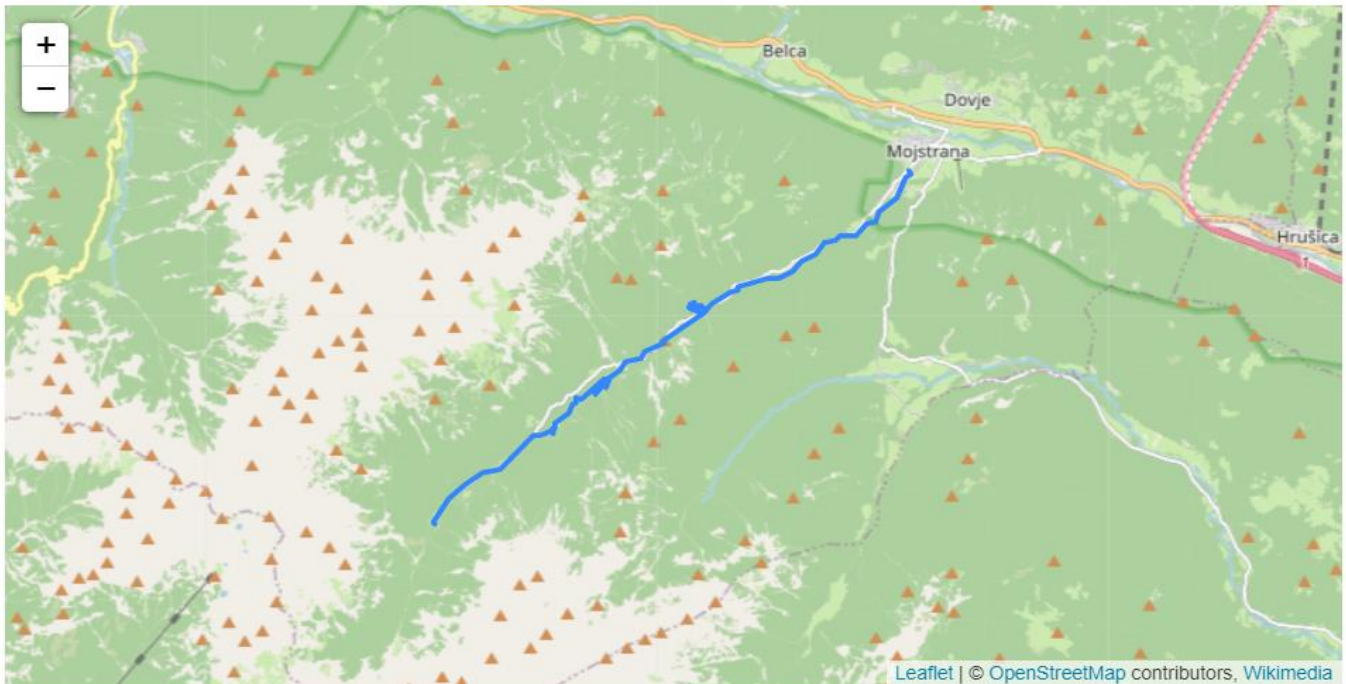 +
−
Belca
Dovje
Mojstrana
Hrušica
1
Leaflet | © OpenStreetMap contributors, Wikimedia